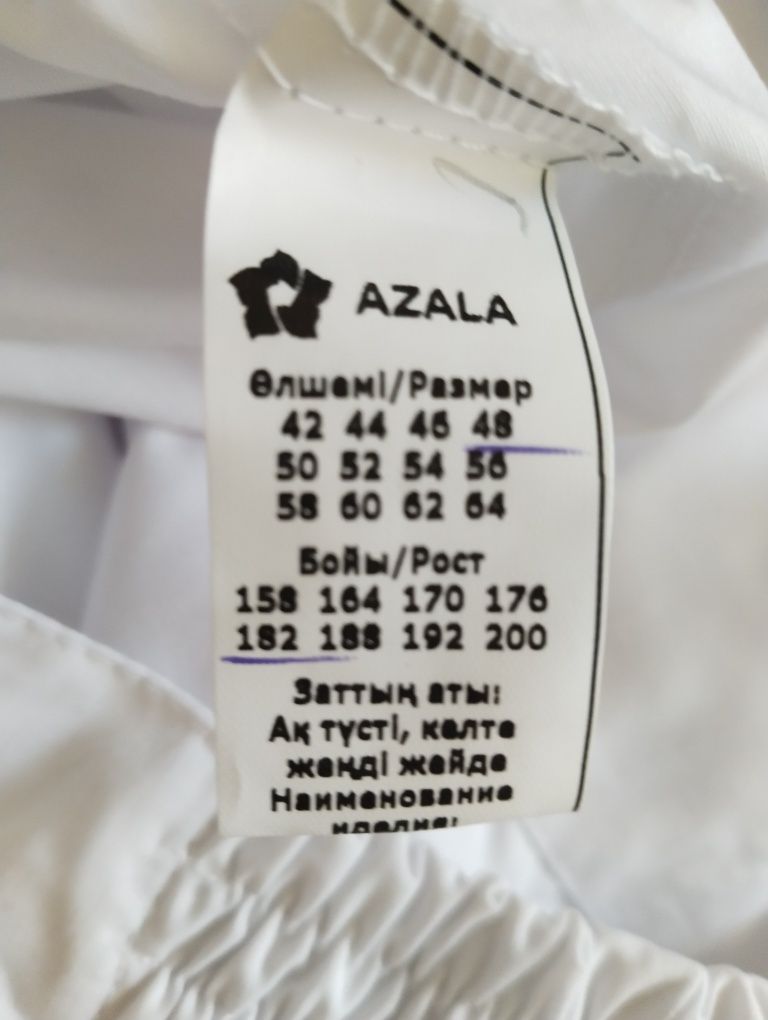 AZALA
Өлшемі/Размер
42 44 46 48
50 52 54 56
58 60 62 64
Бойы/Рост
158 164 170 176
182 188 192 200
Заттың аты:
Ақ түсті, келте
жеңді жейде
Наименование
изделия: